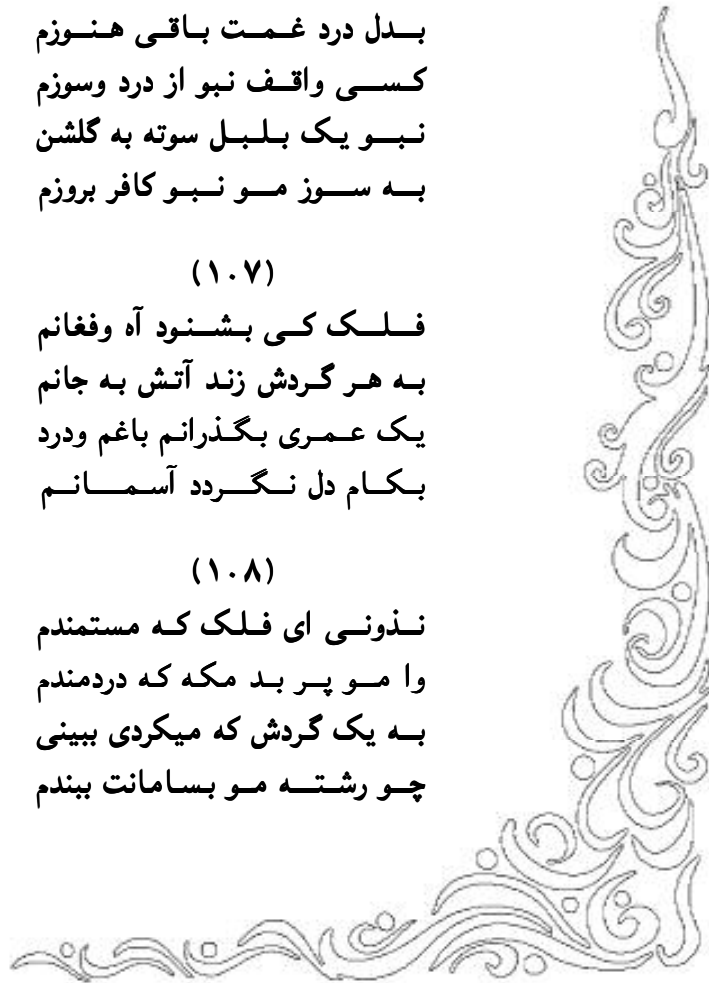 بدل درد غمت باقی هنوزم
کسی واقف نبو از درد وسوزم
نبو یک بلبل سوته به گلشن
به سوز مو نبو کافر بروزم
(۱۰۷)
فلک کی بشنود آه وفغانم
به هر گردش زند آتش به جانم
یک عمری بگذرانم باغم ودرد
بکام دل نگردد آسمانم
(۱۰۸)
نذونی ای فلک که مستمندم
وا مو پر بد مکه که دردمندم
به یک گردش که میکردی ببینی
چو رشته مو بسامانت ببندم